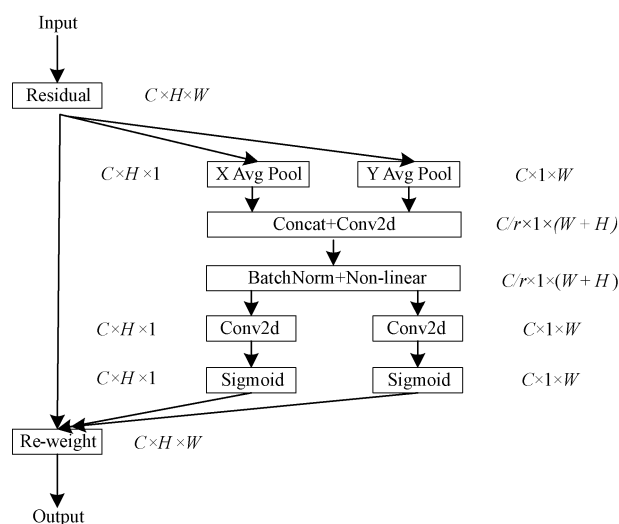 Input
Residual C×H×W
C×H×1 X Avg Pool Y Avg Pool C×1×W
Concat+Conv2d C/r×1×(W + H)
BatchNorm+Non-linear C/r×1×(W + H)
C×H×1 Conv2d Conv2d C×1×W
C×H×1 Sigmoid Sigmoid C×1×W
Re-weight C×H×W
Output